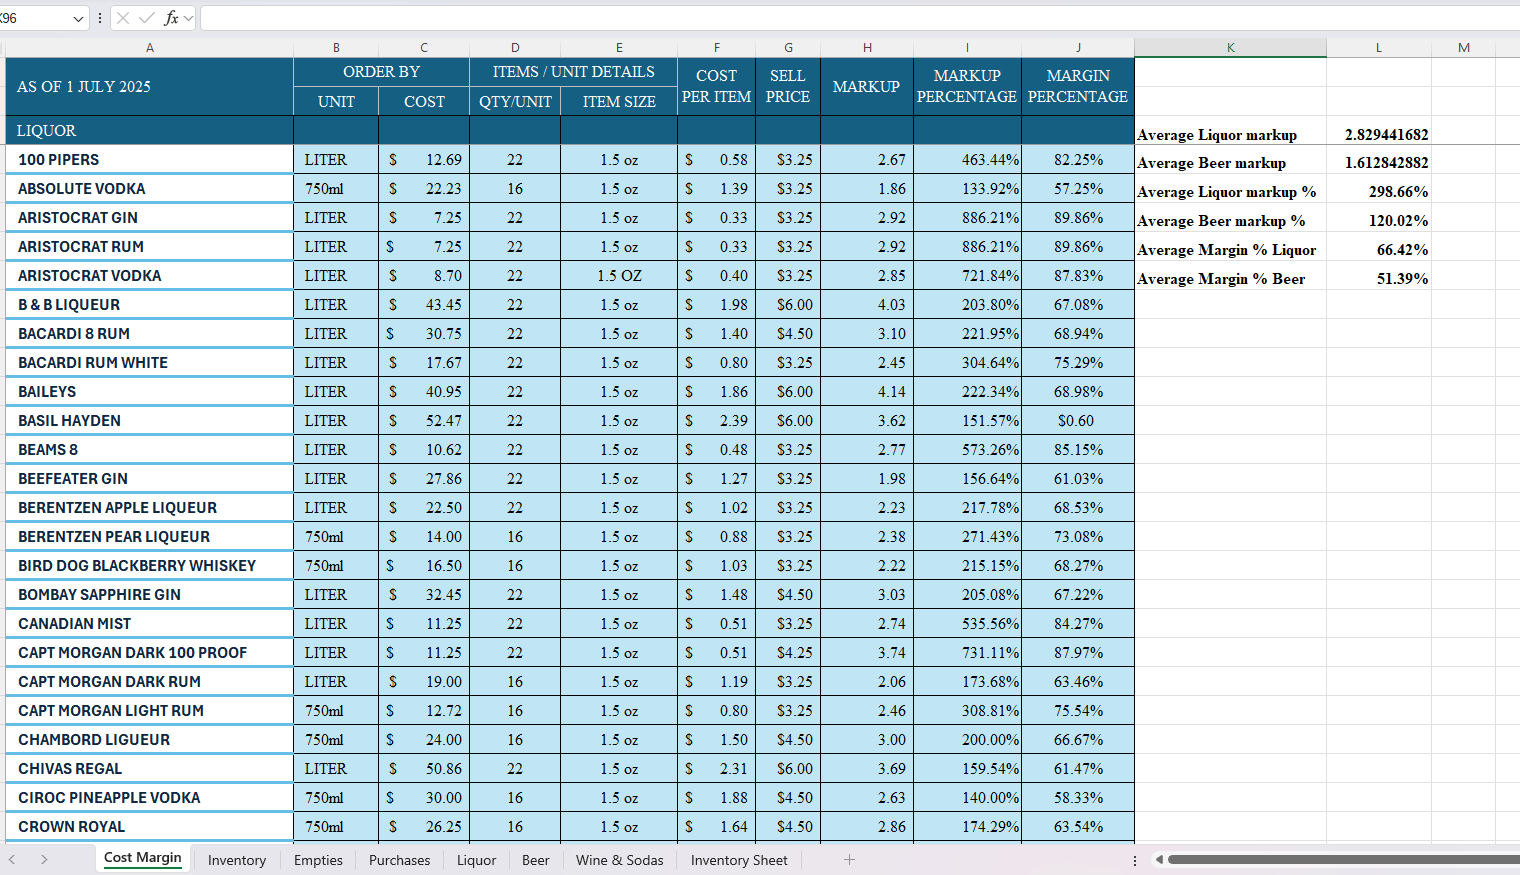 K96 fx
A B C D E F G H I J K L M
AS OF 1 JULY 2025 ORDER BY ITEMS / UNIT DETAILS COST PER ITEM SELL PRICE MARKUP MARKUP PERCENTAGE MARGIN PERCENTAGE
UNIT COST QTY/UNIT ITEM SIZE
LIQUOR Average Liquor markup 2.829441682
100 PIPERS LITER $ 12.69 22 1.5 oz $ 0.58 $3.25 2.67 463.44% 82.25% Average Beer markup 1.612842882
ABSOLUTE VODKA 750ml $ 22.23 16 1.5 oz $ 1.39 $3.25 1.86 133.92% 57.25% Average Liquor markup % 298.66%
ARISTOCRAT GIN LITER $ 7.25 22 1.5 oz $ 0.33 $3.25 2.92 886.21% 89.86% Average Beer markup % 120.02%
ARISTOCRAT RUM LITER $ 7.25 22 1.5 oz $ 0.33 $3.25 2.92 886.21% 89.86% Average Margin % Liquor 66.42%
ARISTOCRAT VODKA LITER $ 8.70 22 1.5 OZ $ 0.40 $3.25 2.85 721.84% 87.83% Average Margin % Beer 51.39%
B & B LIQUEUR LITER $ 43.45 22 1.5 oz $ 1.98 $6.00 4.03 203.80% 67.08%
BACARDI 8 RUM LITER $ 30.75 22 1.5 oz $ 1.40 $4.50 3.10 221.95% 68.94%
BACARDI RUM WHITE LITER $ 17.67 22 1.5 oz $ 0.80 $3.25 2.45 304.64% 75.29%
BAILEYS LITER $ 40.95 22 1.5 oz $ 1.86 $6.00 4.14 222.34% 68.98%
BASIL HAYDEN LITER $ 52.47 22 1.5 oz $ 2.39 $6.00 3.62 151.57% $0.60
BEAMS 8 LITER $ 10.62 22 1.5 oz $ 0.48 $3.25 2.77 573.26% 85.15%
BEEFEATER GIN LITER $ 27.86 22 1.5 oz $ 1.27 $3.25 1.98 156.64% 61.03%
BERENTZEN APPLE LIQUEUR LITER $ 22.50 22 1.5 oz $ 1.02 $3.25 2.23 217.78% 68.53%
BERENTZEN PEAR LIQUEUR 750ml $ 14.00 16 1.5 oz $ 0.88 $3.25 2.38 271.43% 73.08%
BIRD DOG BLACKBERRY WHISKEY 750ml $ 16.50 16 1.5 oz $ 1.03 $3.25 2.22 215.15% 68.27%
BOMBAY SAPPHIRE GIN LITER $ 32.45 22 1.5 oz $ 1.48 $4.50 3.03 205.08% 67.22%
CANADIAN MIST LITER $ 11.25 22 1.5 oz $ 0.51 $3.25 2.74 535.56% 84.27%
CAPT MORGAN DARK 100 PROOF LITER $ 11.25 22 1.5 oz $ 0.51 $4.25 3.74 731.11% 87.97%
CAPT MORGAN DARK RUM LITER $ 19.00 16 1.5 oz $ 1.19 $3.25 2.06 173.68% 63.46%
CAPT MORGAN LIGHT RUM 750ml $ 12.72 16 1.5 oz $ 0.80 $3.25 2.46 308.81% 75.54%
CHAMBORD LIGUEUR 750ml $ 24.00 16 1.5 oz $ 1.50 $4.50 3.00 200.00% 66.67%
CHIVAS REGAL LITER $ 50.86 22 1.5 oz $ 2.31 $6.00 3.69 159.54% 61.47%
CIROC PINEAPPLE VODKA 750ml $ 30.00 16 1.5 oz $ 1.88 $4.50 2.63 140.00% 58.33%
CROWN ROYAL 750ml $ 26.25 16 1.5 oz $ 1.64 $4.50 2.86 174.29% 63.54%
Cost Margin Inventory Empties Purchases Liquor Beer Wine & Sodas Inventory Sheet